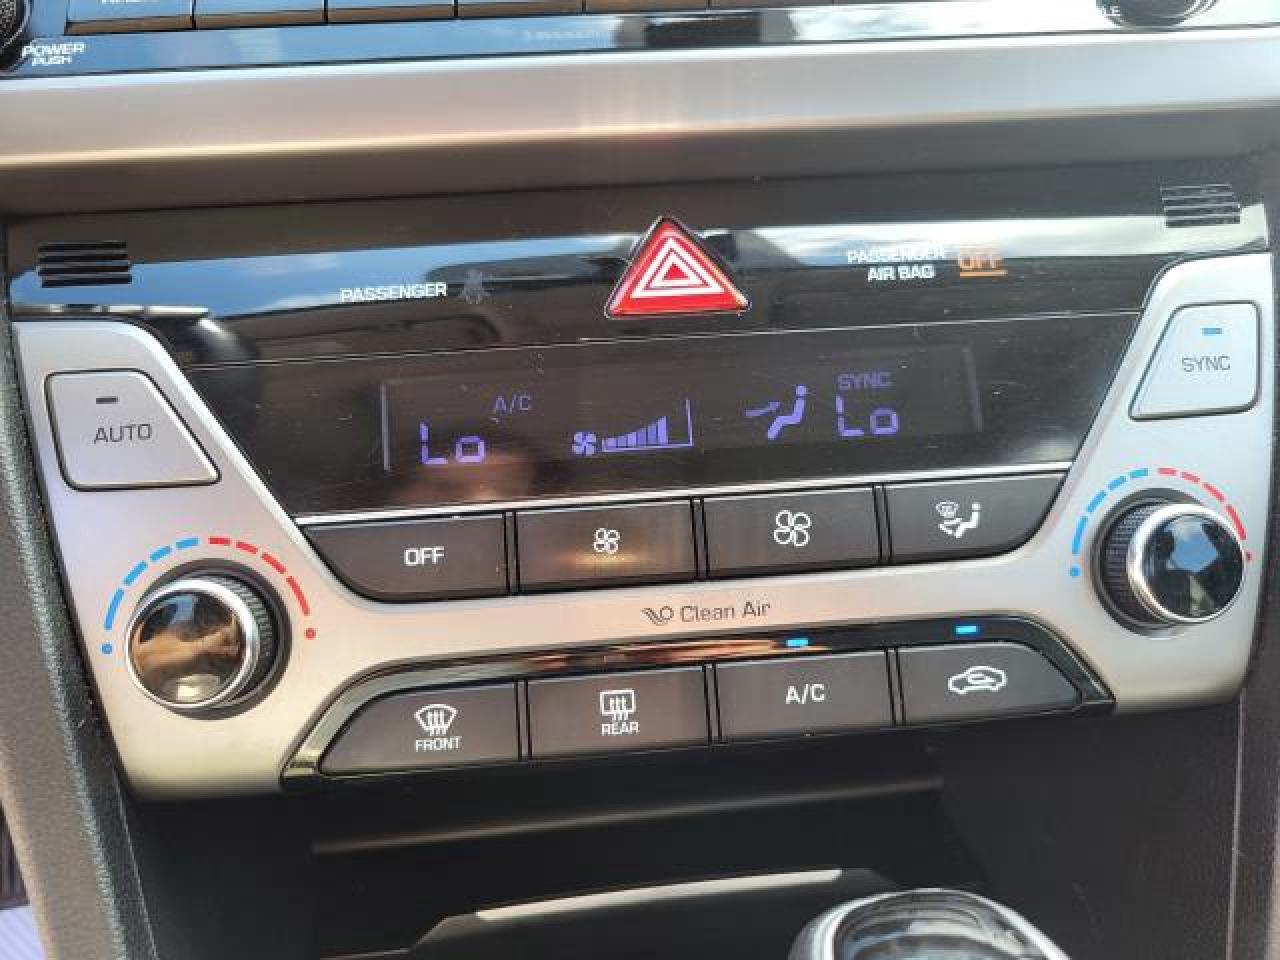 POWER
PUSH
PASSENGER
PASSENGER OFF
AIR BAG
SYNC
AUTO
A/C
SYNC
Lo
Lo
OFF
Clean Air
FRONT
REAR
A/C